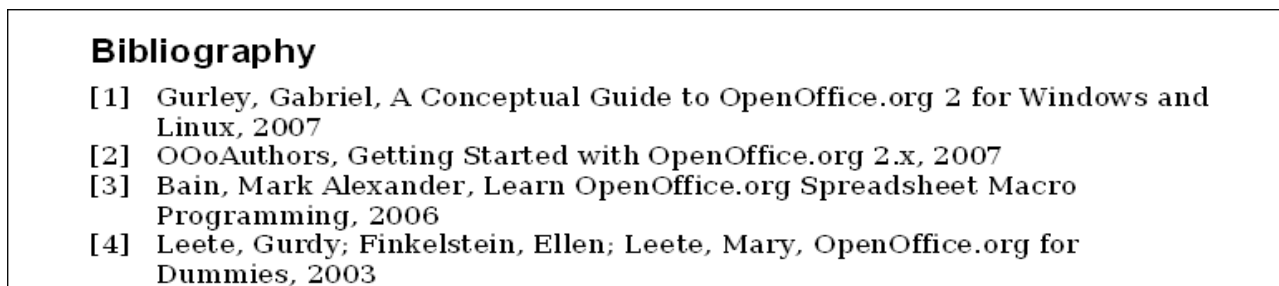 Bibliography
[1] Gurley, Gabriel, A Conceptual Guide to OpenOffice.org 2 for Windows and
Linux, 2007
[2] OOoAuthors, Getting Started with OpenOffice.org 2.x, 2007
[3] Bain, Mark Alexander, Learn OpenOffice.org Spreadsheet Macro
Programming, 2006
[4] Leete, Gurdy; Finkelstein, Ellen; Leete, Mary, OpenOffice.org for
Dummies, 2003